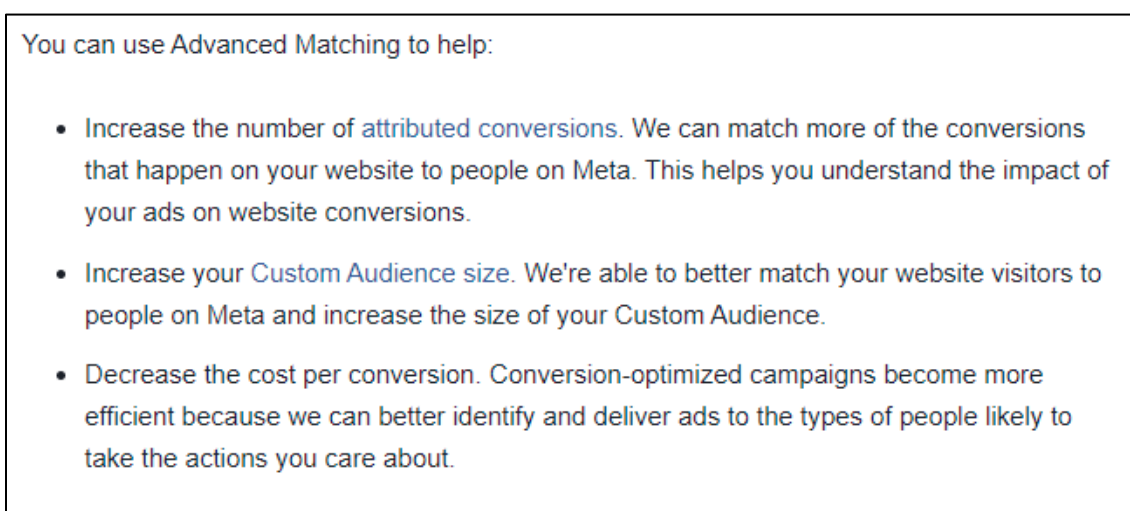 You can use Advanced Matching to help:
• Increase the number of attributed conversions. We can match more of the conversions
that happen on your website to people on Meta. This helps you understand the impact of
your ads on website conversions.
• Increase your Custom Audience size. We're able to better match your website visitors to
people on Meta and increase the size of your Custom Audience.
• Decrease the cost per conversion. Conversion-optimized campaigns become more
efficient because we can better identify and deliver ads to the types of people likely to
take the actions you care about.